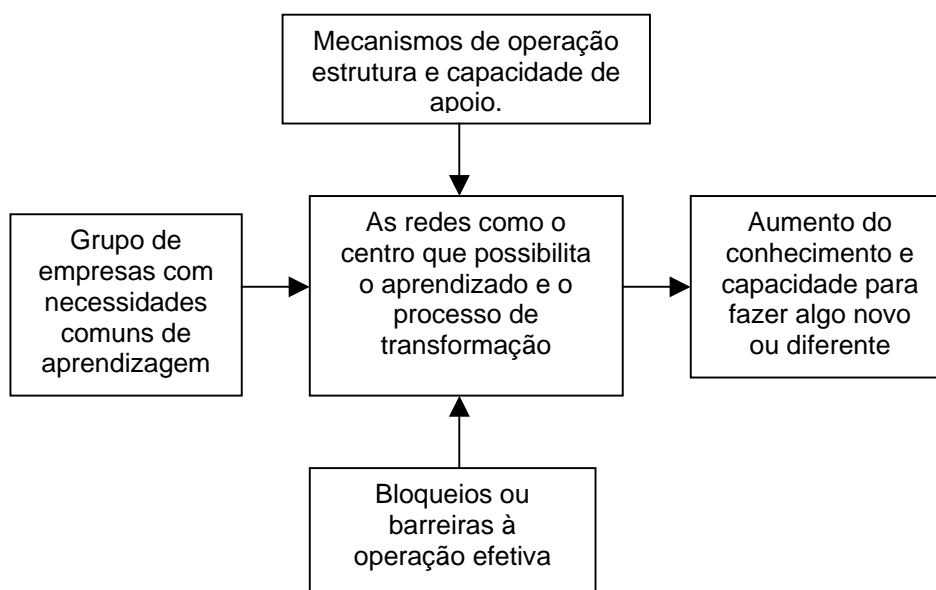 Mecanismos de operação
estrutura e capacidade de
apoio.
Grupo de
empresas com
necessidades
comuns de
aprendizagem
As redes como o
centro que possibilita
o aprendizado e o
processo de
transformação
Aumento do
conhecimento e
capacidade para
fazer algo novo
ou diferente
Bloqueios ou
barreiras à
operação efetiva